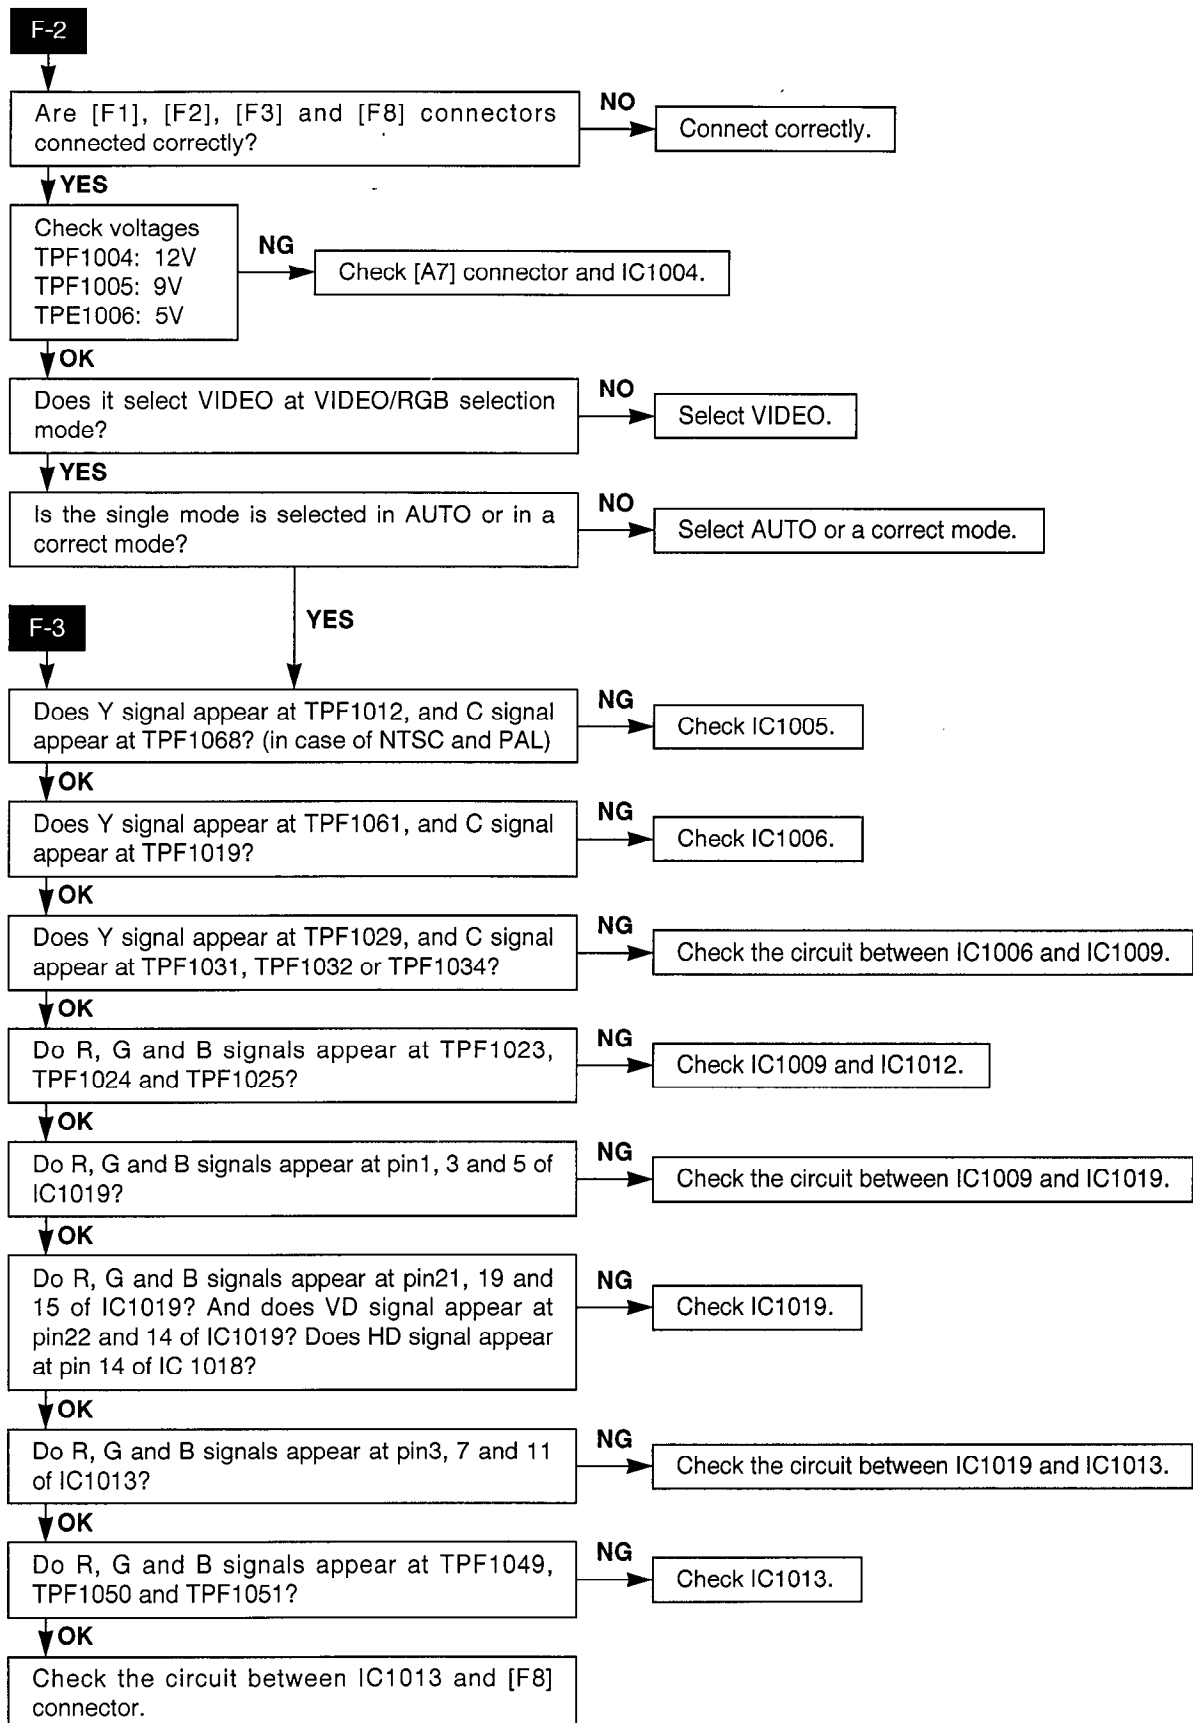 F-2
Are [F1], [F2], [F3] and [F8] connectors
connected correctly?
NO
Connect correctly.
YES
Check voltages
TPF1004: 12V
TPF1005: 9V
TPE1006: 5V
NG
Check [A7] connector and IC1004.
OK
Does it select VIDEO at VIDEO/RGB selection
mode?
NO
Select VIDEO.
YES
Is the single mode is selected in AUTO or in a
correct mode?
NO
Select AUTO or a correct mode.
YES
F-3
Does Y signal appear at TPF1012, and C signal
appear at TPF1068? (in case of NTSC and PAL)
NG
Check IC1005.
OK
Does Y signal appear at TPF1061, and C signal
appear at TPF1019?
NG
Check IC1006.
OK
Does Y signal appear at TPF1029, and C signal
appear at TPF1031, TPF1032 or TPF1034?
NG
Check the circuit between IC1006 and IC1009.
OK
Do R, G and B signals appear at TPF1023,
TPF1024 and TPF1025?
NG
Check IC1009 and IC1012.
OK
Do R, G and B signals appear at pin1, 3 and 5 of
IC1019?
NG
Check the circuit between IC1009 and IC1019.
OK
Do R, G and B signals appear at pin21, 19 and
15 of IC1019? And does VD signal appear at
pin22 and 14 of IC1019? Does HD signal appear
at pin 14 of IC 1018?
NG
Check IC1019.
OK
Do R, G and B signals appear at pin3, 7 and 11
of IC1013?
NG
Check the circuit between IC1019 and IC1013.
OK
Do R, G and B signals appear at TPF1049,
TPF1050 and TPF1051?
NG
Check IC1013.
OK
Check the circuit between IC1013 and [F8]
connector.